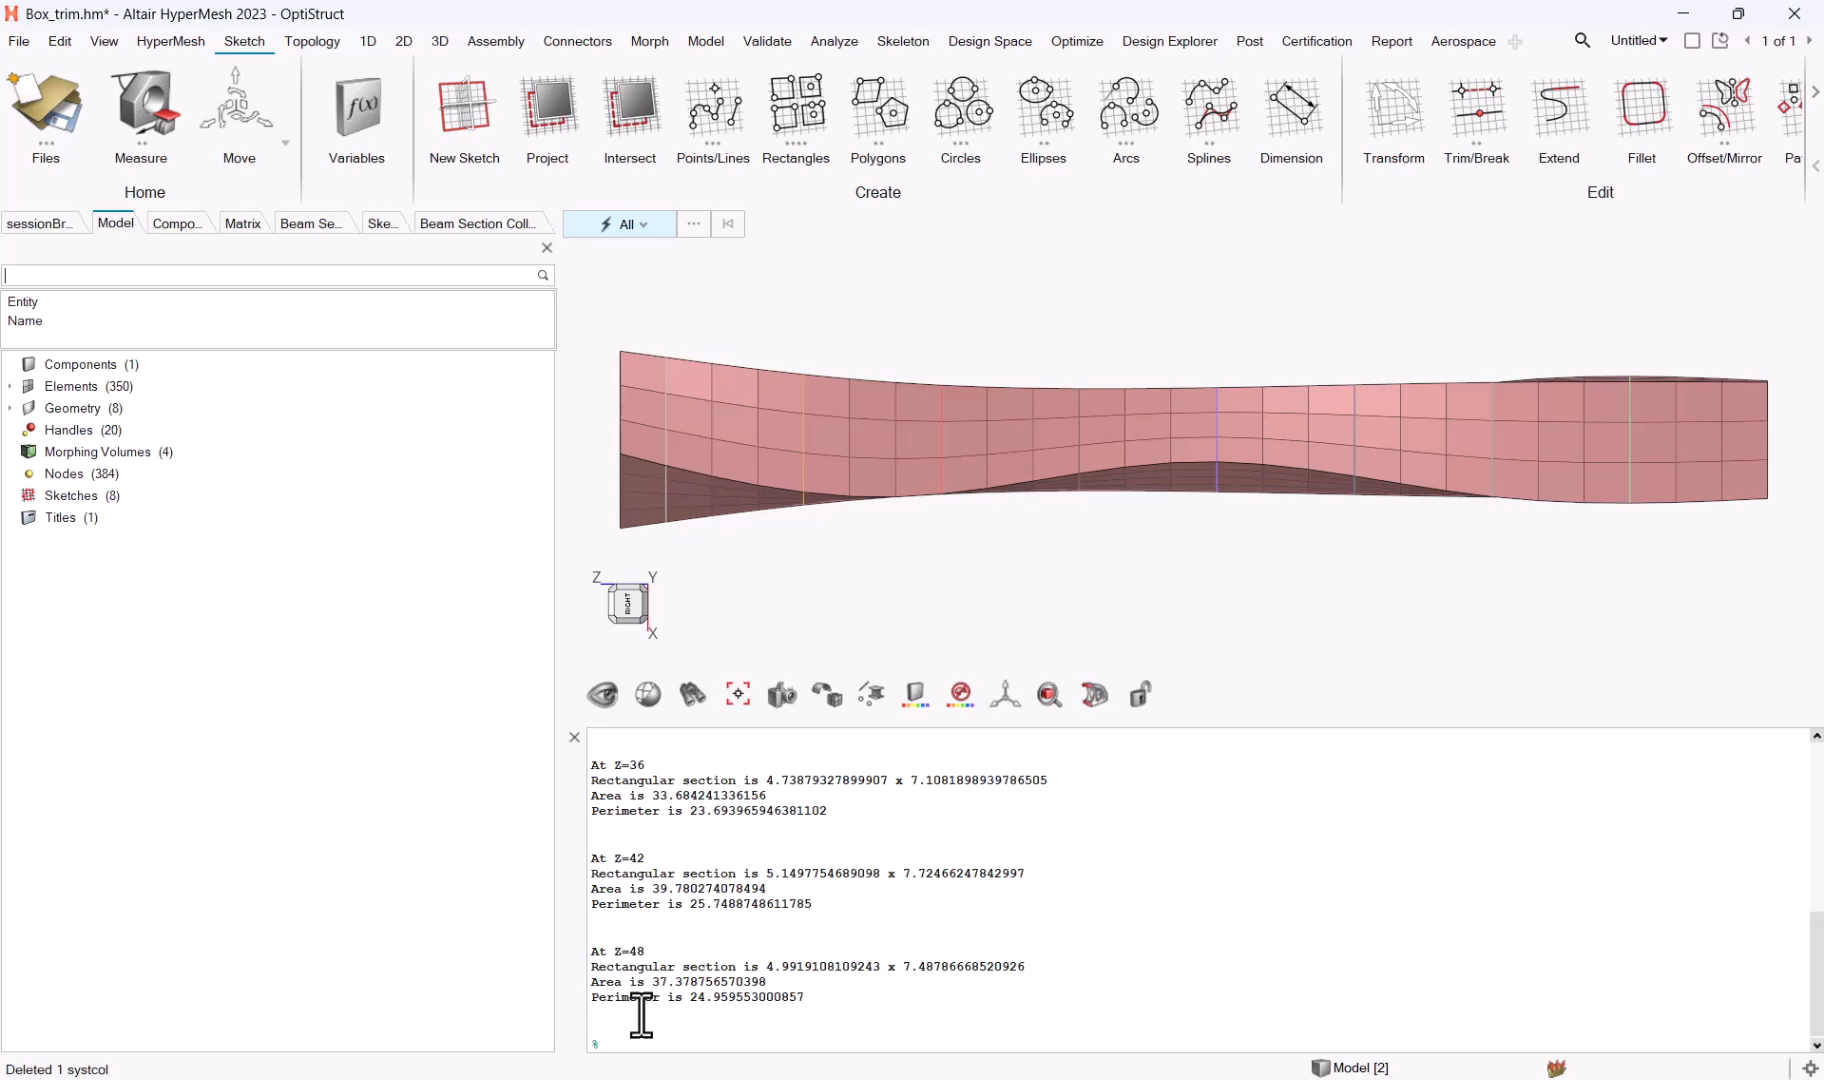 Box_trim.hm* - Altair HyperMesh 2023 - OptiStruct
File Edit View HyperMesh Sketch Topology 1D 2D 3D Assembly Connectors Morph Model Validate Analyze Skeleton Design Space Optimize Design Explorer Post Certification Report Aerospace Untitled 1 of 1
f(x)
Files Measure Move Variables New Sketch Project Intersect Points/Lines Rectangles Polygons Circles Ellipses Arcs Splines Dimension Transform Trim/Break Extend Fillet Offset/Mirror Pa
Home Create Edit
sessionBr... Model Compo... Matrix Beam Se... Ske... Beam Section Coll... All
Entity
Name
Components (1)
Elements (350)
Geometry (8)
Handles (20)
Morphing Volumes (4)
Nodes (384)
Sketches (8)
Titles (1)
Z Y
RIGHT
X
At Z=36
Rectangular section is 4.73879327899907 x 7.1081898939786505
Area is 33.684241336156
Perimeter is 23.693965946381102
At Z=42
Rectangular section is 5.1497754689098 x 7.72466247842997
Area is 39.780274078494
Perimeter is 25.7488748611785
At Z=48
Rectangular section is 4.9919108109243 x 7.48786668520926
Area is 37.378756570398
Perimeter is 24.959553000857
%
Deleted 1 systcol Model [2]